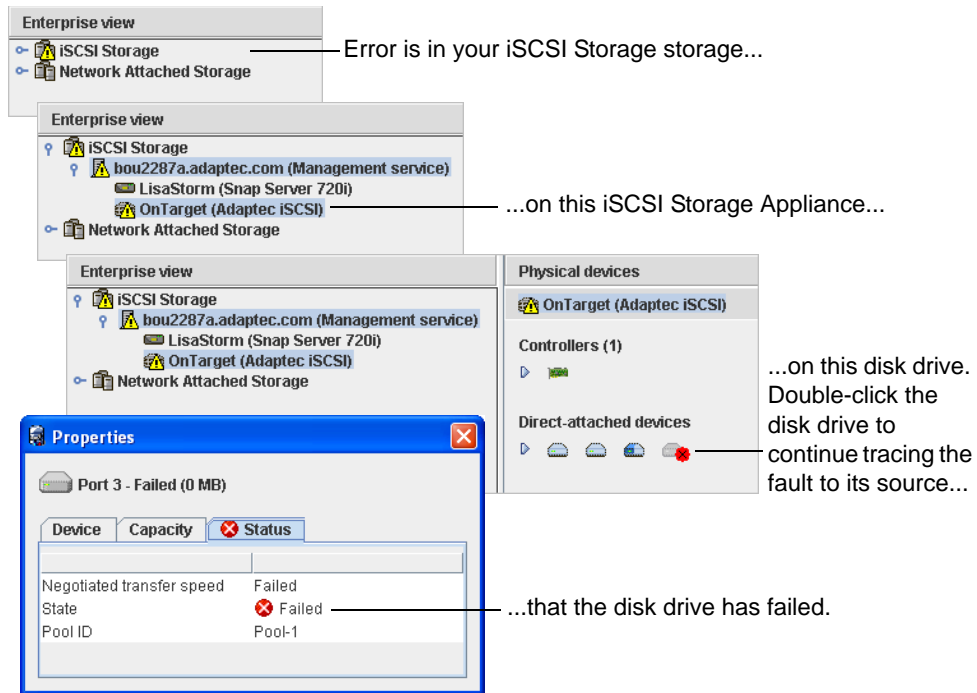 Enterprise view
iSCSI Storage
Error is in your iSCSI Storage storage...
Network Attached Storage
Enterprise view
iSCSI Storage
bou2287a.adaptec.com (Management service)
LisaStorm (Snap Server 720i)
OnTarget (Adaptec iSCSI)
...on this iSCSI Storage Appliance...
Network Attached Storage
Enterprise view
iSCSI Storage
bou2287a.adaptec.com (Management service)
LisaStorm (Snap Server 720i)
OnTarget (Adaptec iSCSI)
Network Attached Storage
Physical devices
OnTarget (Adaptec iSCSI)
Controllers (1)
Direct-attached devices
...on this disk drive.
Double-click the
disk drive to
continue tracing the
fault to its source...
Properties
Port 3 - Failed (0 MB)
Device Capacity Status
Negotiated transfer speed Failed
State Failed
...that the disk drive has failed.
Pool ID Pool-1